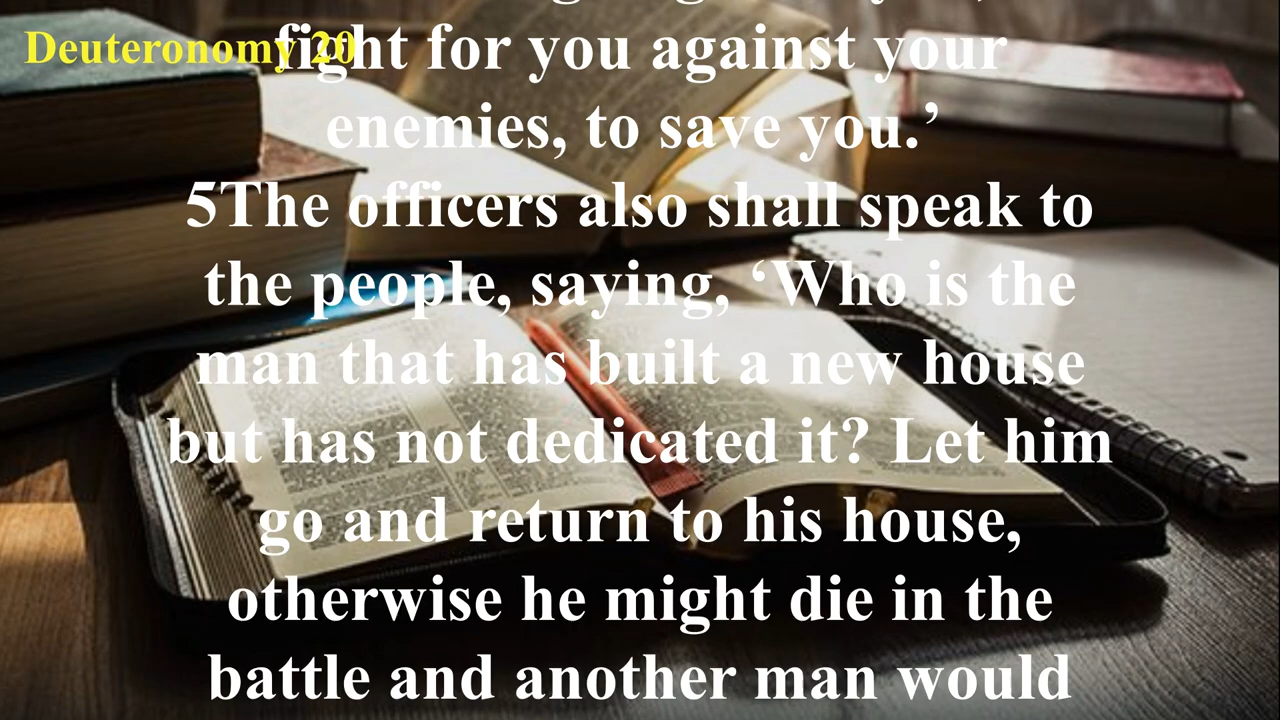 Deuteronomy 20
fight for you against your
enemies, to save you.’
5The officers also shall speak to
the people, saying, ‘Who is the
man that has built a new house
but has not dedicated it? Let him
go and return to his house,
otherwise he might die in the
battle and another man would